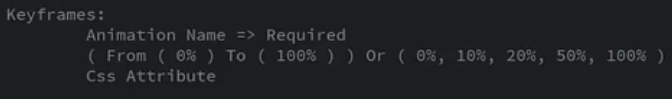 Keyframes:
Animation Name => Required
( From ( 0% ) To ( 100% ) ) Or ( 0%, 10%, 20%, 50%, 100% )
Css Attribute